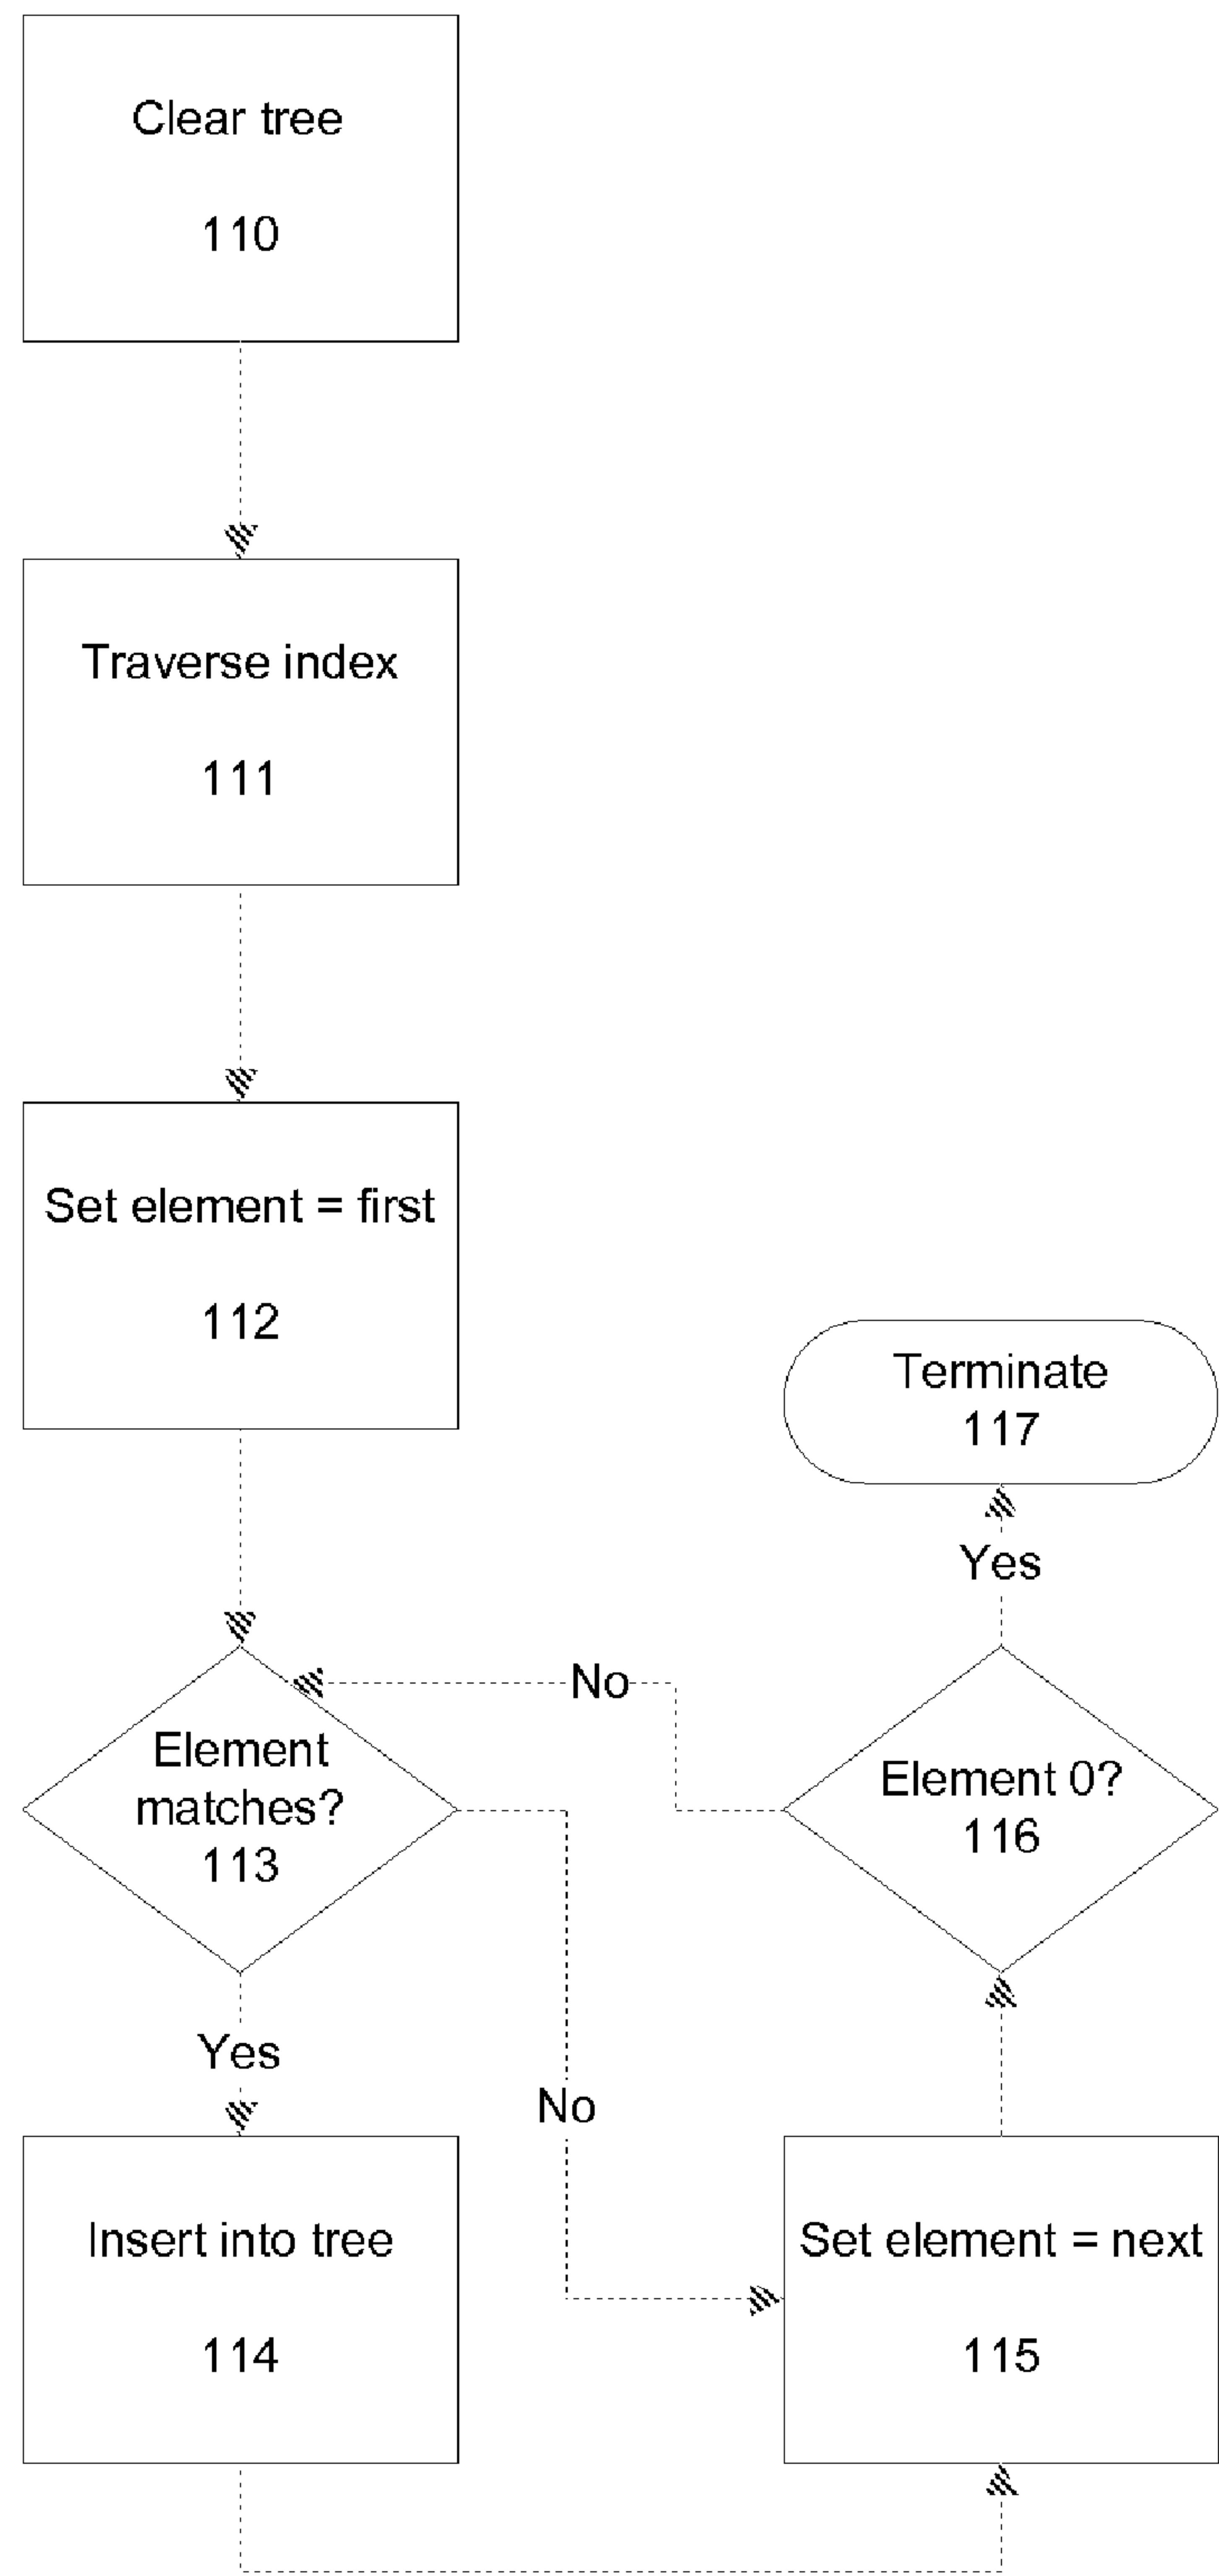 Clear tree
110
Traverse index
111
Set element = first
112
Terminate
117
Yes
No
Element
matches?
113
Element 0?
116
Yes
No
Insert into tree
114
Set element = next
115